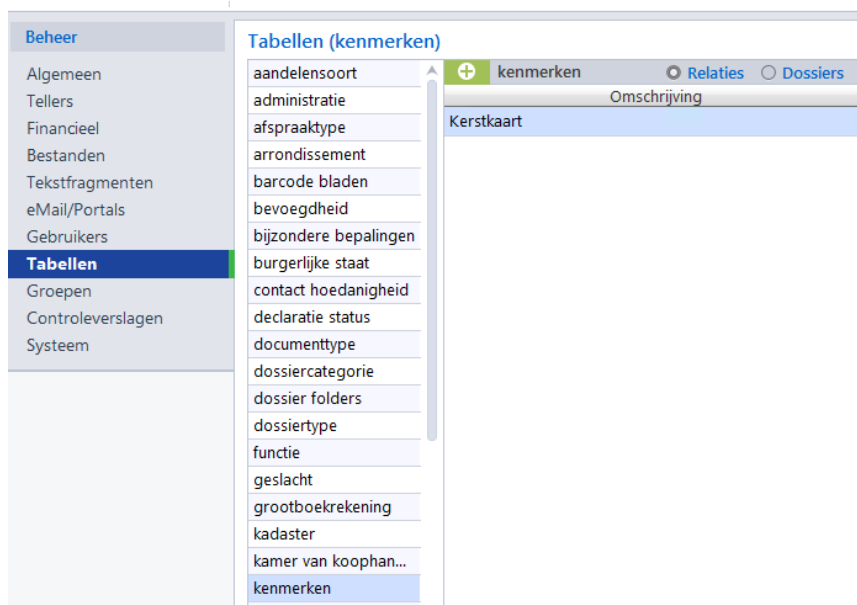 Beheer
Algemeen
Tellers
Financieel
Bestanden
Tekstfragmenten
eMail/Portals
Gebruikers
Tabellen
Groepen
Controleverslagen
Systeem
Tabellen (kenmerken)
aandelensoort
administratie
afspraaktype
arrondissement
barcode bladen
bevoegdheid
bijzondere bepalingen
burgerlijke staat
contact hoedanigheid
declaratie status
documenttype
dossiercategorie
dossier folders
dossiertype
functie
geslacht
grootboekrekening
kadaster
kamer van koophan...
kenmerken
kenmerken Relaties Dossiers
Omschrijving
Kerstkaart